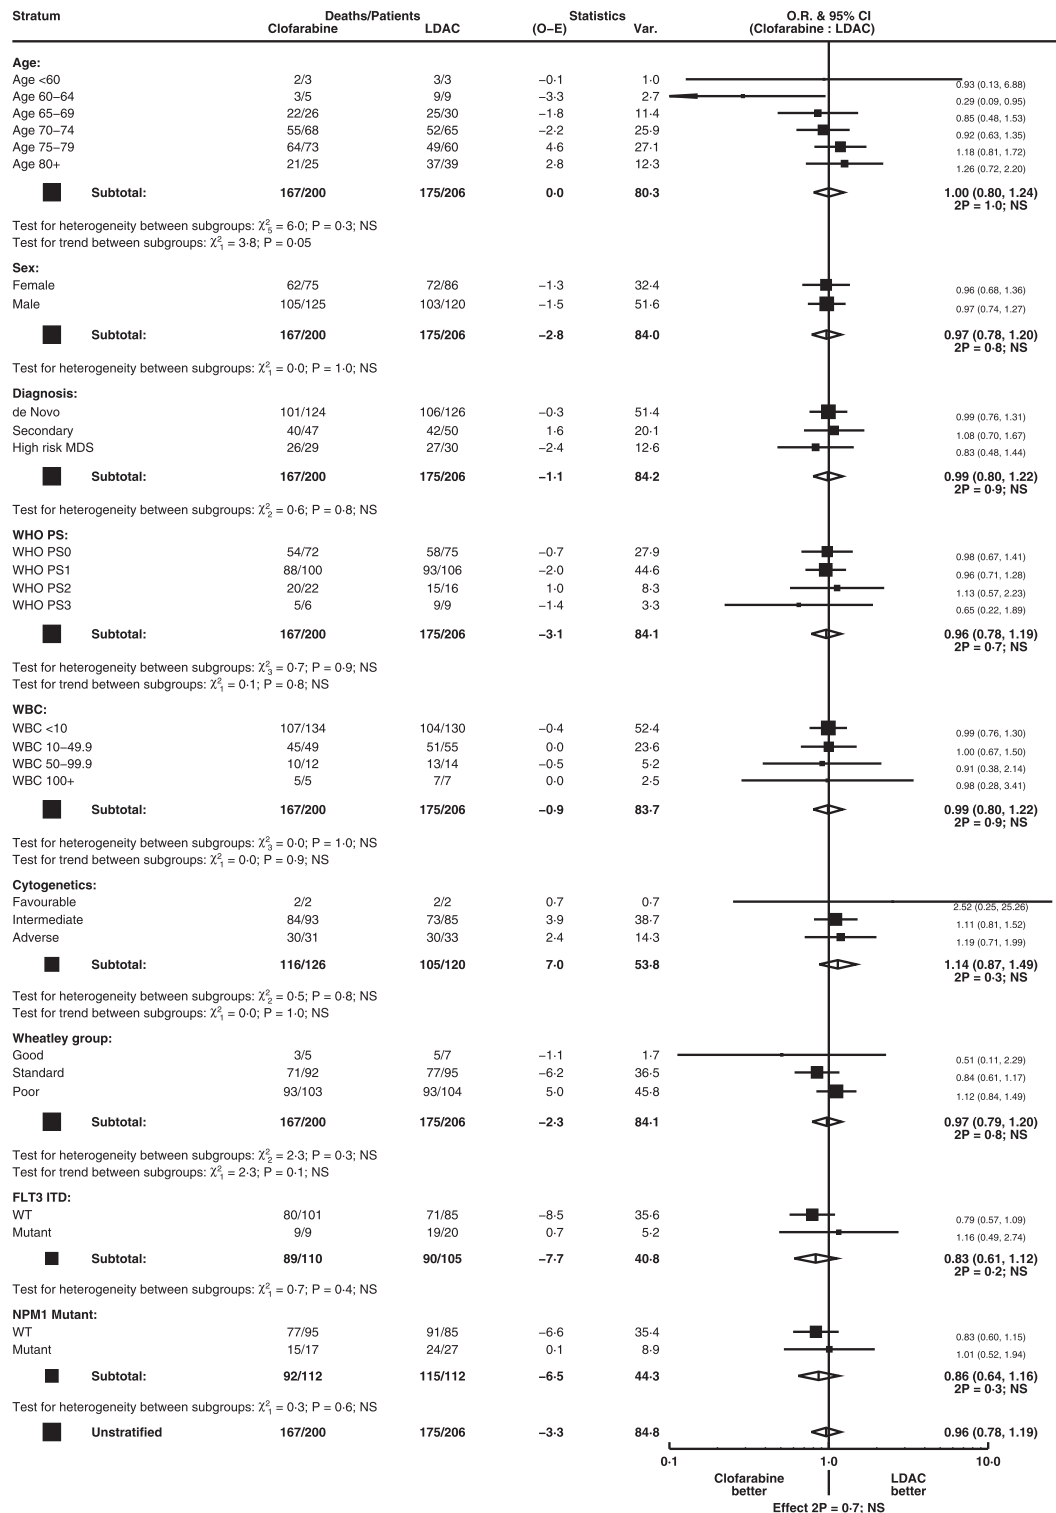 Stratum Deaths/Patients Statistics O.R. & 95% CI
Clofarabine LDAC (O−E) Var. (Clofarabine : LDAC)
Age:
Age <60 2/3 3/3 −0·1 1·0 0·93 (0·13, 6·88)
Age 60−64 3/5 9/9 −3·3 2·7 0·29 (0·09, 0·95)
Age 65−69 22/26 25/30 −1·8 11·4 0·85 (0·48, 1·53)
Age 70−74 55/68 52/65 −2·2 25·9 0·92 (0·63, 1·35)
Age 75−79 64/73 49/60 4·6 27·1 1·18 (0·81, 1·72)
Age 80+ 21/25 37/39 2·8 12·3 1·26 (0·72, 2·20)
Subtotal: 167/200 175/206 0·0 80·3 1·00 (0·80, 1·24)
2P = 1·0; NS
Test for heterogeneity between subgroups: χ²₅ = 6·0; P = 0·3; NS
Test for trend between subgroups: χ²₁ = 3·8; P = 0·05
Sex:
Female 62/75 72/86 −1·3 32·4 0·96 (0·68, 1·36)
Male 105/125 103/120 −1·5 51·6 0·97 (0·74, 1·27)
Subtotal: 167/200 175/206 −2·8 84·0 0·97 (0·78, 1·20)
2P = 0·8; NS
Test for heterogeneity between subgroups: χ²₁ = 0·0; P = 1·0; NS
Diagnosis:
de Novo 101/124 106/126 −0·3 51·4 0·99 (0·76, 1·31)
Secondary 40/47 42/50 1·6 20·1 1·08 (0·70, 1·67)
High risk MDS 26/29 27/30 −2·4 12·6 0·83 (0·48, 1·44)
Subtotal: 167/200 175/206 −1·1 84·2 0·99 (0·80, 1·22)
2P = 0·9; NS
Test for heterogeneity between subgroups: χ²₂ = 0·6; P = 0·8; NS
WHO PS:
WHO PS0 54/72 58/75 −0·7 27·9 0·98 (0·67, 1·41)
WHO PS1 88/100 93/106 −2·0 44·6 0·96 (0·71, 1·28)
WHO PS2 20/22 15/16 1·0 8·3 1·13 (0·57, 2·23)
WHO PS3 5/6 9/9 −1·4 3·3 0·65 (0·22, 1·89)
Subtotal: 167/200 175/206 −3·1 84·1 0·96 (0·78, 1·19)
2P = 0·7; NS
Test for heterogeneity between subgroups: χ²₃ = 0·7; P = 0·9; NS
Test for trend between subgroups: χ²₁ = 0·1; P = 0·8; NS
WBC:
WBC <10 107/134 104/130 −0·4 52·4 0·99 (0·76, 1·30)
WBC 10−49.9 45/49 51/55 0·0 23·6 1·00 (0·67, 1·50)
WBC 50−99.9 10/12 13/14 −0·5 5·2 0·91 (0·38, 2·14)
WBC 100+ 5/5 7/7 0·0 2·5 0·98 (0·28, 3·41)
Subtotal: 167/200 175/206 −0·9 83·7 0·99 (0·80, 1·22)
2P = 0·9; NS
Test for heterogeneity between subgroups: χ²₃ = 0·0; P = 1·0; NS
Test for trend between subgroups: χ²₁ = 0·0; P = 0·9; NS
Cytogenetics:
Favourable 2/2 2/2 0·7 0·7 2·52 (0·25, 25·26)
Intermediate 84/93 73/85 3·9 38·7 1·11 (0·81, 1·52)
Adverse 30/31 30/33 2·4 14·3 1·19 (0·71, 1·99)
Subtotal: 116/126 105/120 7·0 53·8 1·14 (0·87, 1·49)
2P = 0·3; NS
Test for heterogeneity between subgroups: χ²₂ = 0·5; P = 0·8; NS
Test for trend between subgroups: χ²₁ = 0·0; P = 1·0; NS
Wheatley group:
Good 3/5 5/7 −1·1 1·7 0·51 (0·11, 2·29)
Standard 71/92 77/95 −6·2 36·5 0·84 (0·61, 1·17)
Poor 93/103 93/104 5·0 45·8 1·12 (0·84, 1·49)
Subtotal: 167/200 175/206 −2·3 84·1 0·97 (0·79, 1·20)
2P = 0·8; NS
Test for heterogeneity between subgroups: χ²₂ = 2·3; P = 0·3; NS
Test for trend between subgroups: χ²₁ = 2·3; P = 0·1; NS
FLT3 ITD:
WT 80/101 71/85 −8·5 35·6 0·79 (0·57, 1·09)
Mutant 9/9 19/20 0·7 5·2 1·16 (0·49, 2·74)
Subtotal: 89/110 90/105 −7·7 40·8 0·83 (0·61, 1·12)
2P = 0·2; NS
Test for heterogeneity between subgroups: χ²₁ = 0·7; P = 0·4; NS
NPM1 Mutant:
WT 77/95 91/85 −6·6 35·4 0·83 (0·60, 1·15)
Mutant 15/17 24/27 0·1 8·9 1·01 (0·52, 1·94)
Subtotal: 92/112 115/112 −6·5 44·3 0·86 (0·64, 1·16)
2P = 0·3; NS
Test for heterogeneity between subgroups: χ²₁ = 0·3; P = 0·6; NS
Unstratified 167/200 175/206 −3·3 84·8 0·96 (0·78, 1·19)
0·1 1·0 10·0
Clofarabine LDAC
better better
Effect 2P = 0·7; NS